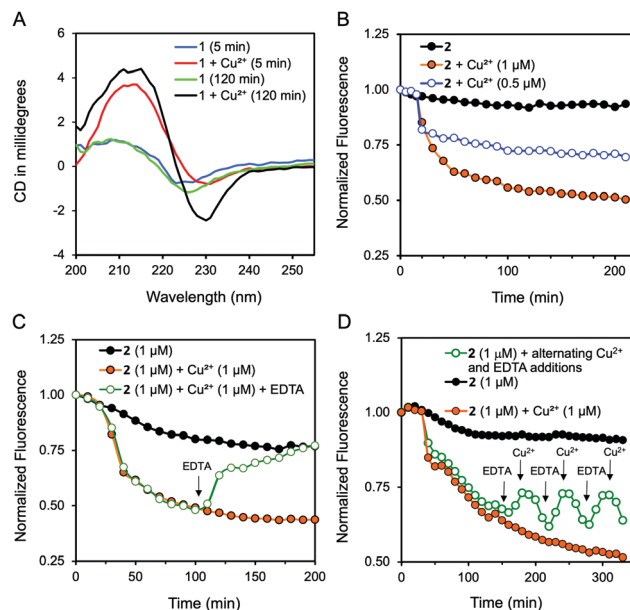 A
1 (5 min)
1 + Cu²⁺ (5 min)
1 (120 min)
1 + Cu²⁺ (120 min)
CD in millidegrees
6
4
2
0
-2
-4
200 210 220 230 240 250
Wavelength (nm)
B
2
2 + Cu²⁺ (1 µM)
2 + Cu²⁺ (0.5 µM)
Normalized Fluorescence
1.25
1.00
0.75
0.50
0.25
0 100 200
Time (min)
C
2 (1 µM)
2 (1 µM) + Cu²⁺ (1 µM)
2 (1 µM) + Cu²⁺ (1 µM) + EDTA
Normalized Fluorescence
1.25
1.00
0.75
0.50
0.25
EDTA
0 50 100 150 200
Time (min)
D
2 (1 µM) + alternating Cu²⁺
and EDTA additions
2 (1 µM)
2 (1 µM) + Cu²⁺ (1 µM)
Normalized Fluorescence
1.25
1.00
0.75
0.50
Cu²⁺ Cu²⁺ Cu²⁺
EDTA EDTA EDTA
0 100 200 300
Time (min)